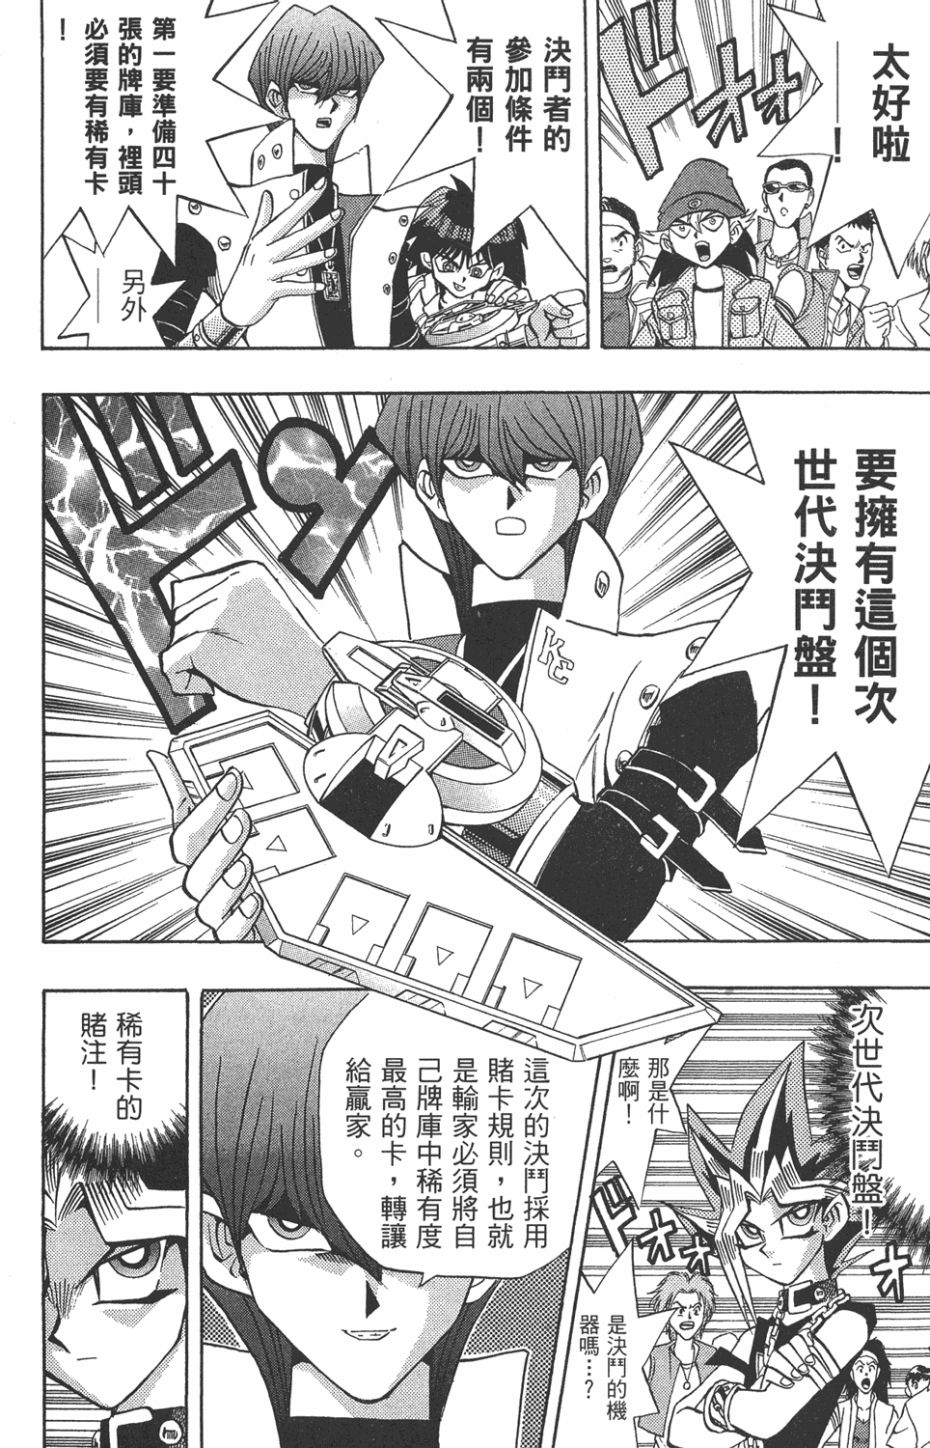 太好啦
——！
ドオォ
決鬥者的
參加條件
有兩個！
第一要準備四十
張的牌庫，裡頭
必須要有稀有卡
！
另外
——
要擁有這個次
世代決鬥盤！
ドン
KC
次世代決鬥盤！
那是什
麼啊！
ドオォォ
是決鬥的機
器嗎…？
這次的決鬥採用
賭卡規則，也就
是輸家必須將自
己牌庫中稀有度
最高的卡，轉讓
給贏家。
稀有卡的
賭注！